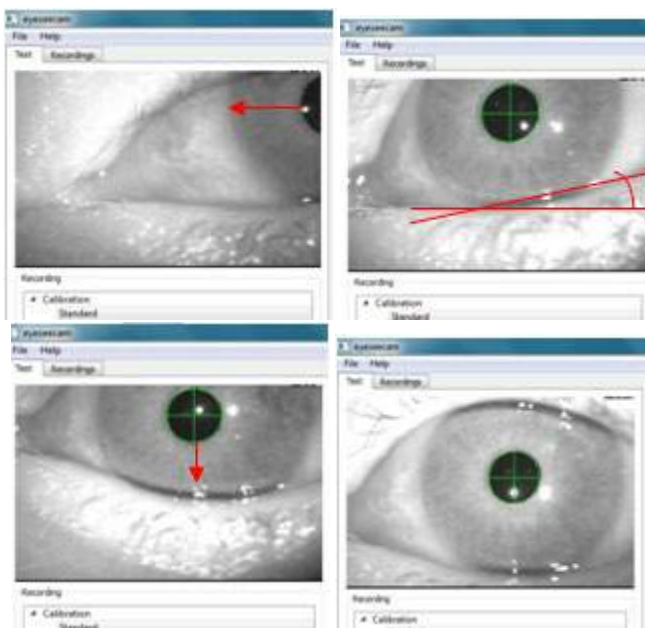 eyeseecam
File Help
Test Recordings
Recording
Calibration
Standard
eyeseecam
File Help
Test Recordings
Recording
Calibration
Standard
eyeseecam
File Help
Test Recordings
Recording
Calibration
Standard
eyeseecam
File Help
Test Recordings
Recording
Calibration